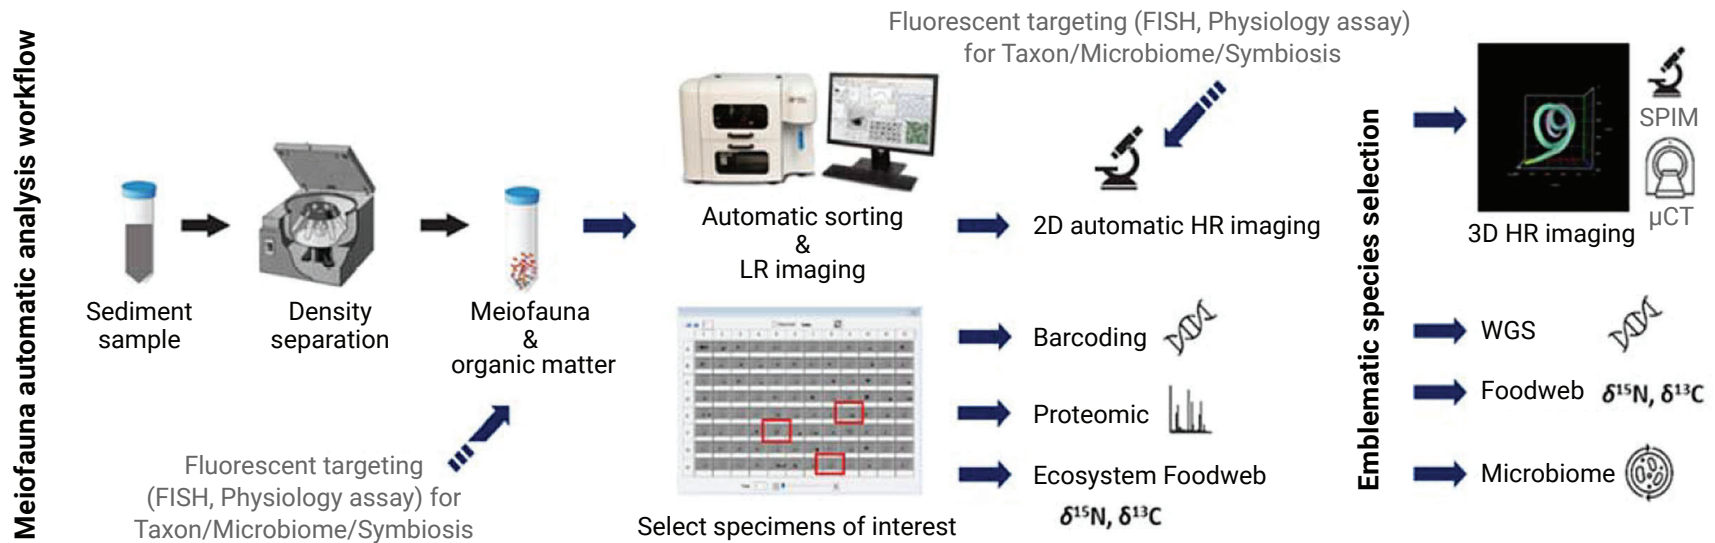 Meiofauna automatic analysis workflow
Sediment
sample
Density
separation
Meiofauna
&
organic matter
Fluorescent targeting
(FISH, Physiology assay) for
Taxon/Microbiome/Symbiosis
Automatic sorting
&
LR imaging
Select specimens of interest
Fluorescent targeting (FISH, Physiology assay)
for Taxon/Microbiome/Symbiosis
2D automatic HR imaging
Barcoding
Proteomic
Ecosystem Foodweb
δ¹⁵N, δ¹³C
Emblematic species selection
SPIM
µCT
3D HR imaging
WGS
Foodweb δ¹⁵N, δ¹³C
Microbiome